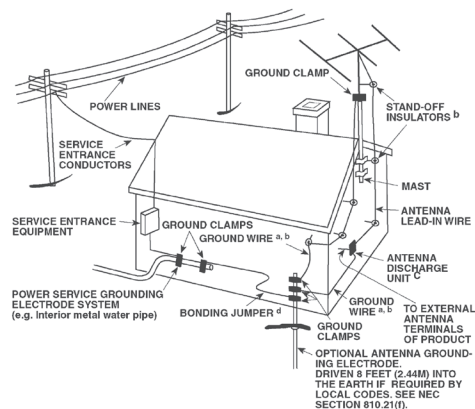 GROUND CLAMP
POWER LINES
STAND-OFF
INSULATORS b
SERVICE
ENTRANCE
CONDUCTORS
MAST
ANTENNA
LEAD-IN WIRE
SERVICE ENTRANCE
EQUIPMENT
GROUND CLAMPS
GROUND WIRE a, b
ANTENNA
DISCHARGE
UNIT C
POWER SERVICE GROUNDING
ELECTRODE SYSTEM
(e.g. Interior metal water pipe)
BONDING JUMPER d
GROUND
WIRE a, b
TO EXTERNAL
ANTENNA
TERMINALS
OF PRODUCT
GROUND
CLAMPS
OPTIONAL ANTENNA GROUND-
ING ELECTRODE.
DRIVEN 8 FEET (2.44M) INTO
THE EARTH IF REQUIRED BY
LOCAL CODES. SEE NEC
SECTION 810.21(f).